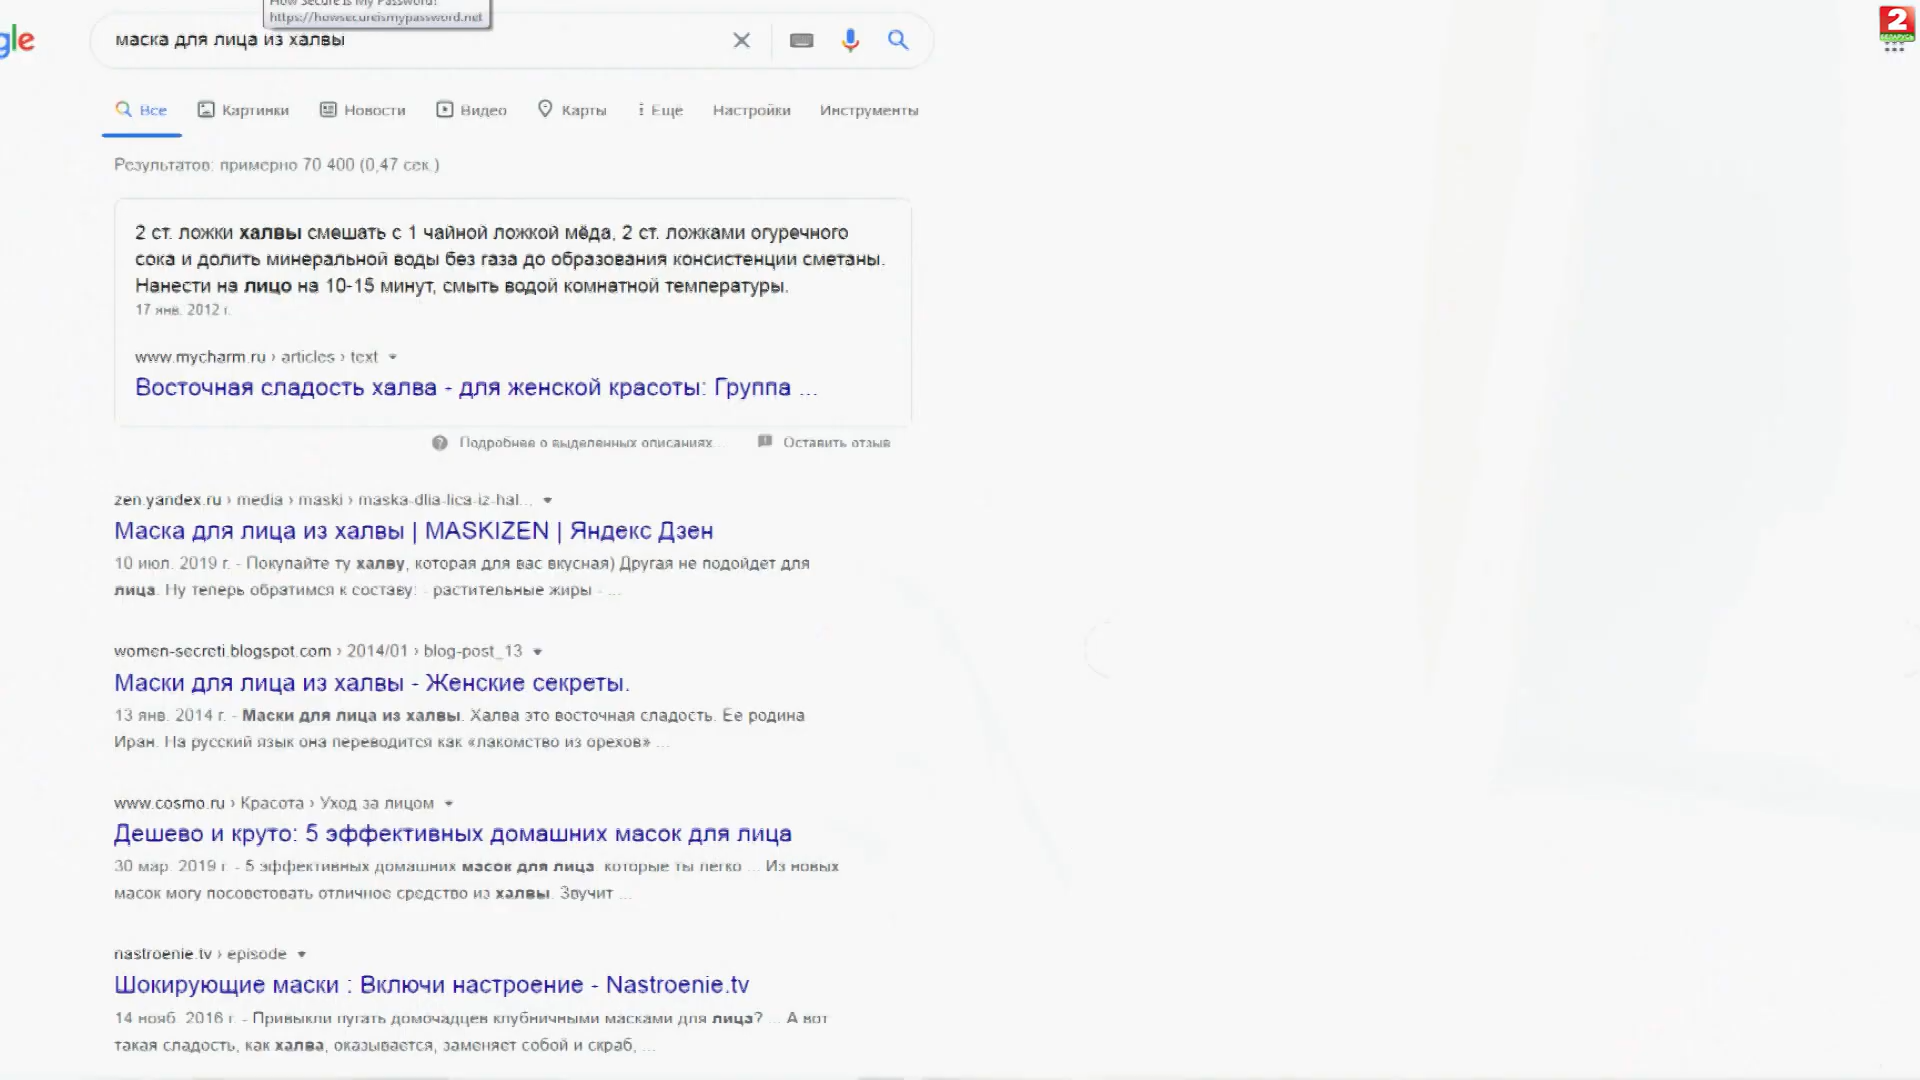 How Secure Is My Password?
https://howsecureismypassword.net
gle
маска для лица из халвы
2
БЕЛАРУСЬ
Все Картинки Новости Видео Карты Ещё Настройки Инструменты
Результатов: примерно 70 400 (0,47 сек.)
2 ст. ложки халвы смешать с 1 чайной ложкой мёда, 2 ст. ложками огуречного
сока и долить минеральной воды без газа до образования консистенции сметаны.
Нанести на лицо на 10-15 минут, смыть водой комнатной температуры.
17 янв. 2012 г.
www.mycharm.ru › articles › text
Восточная сладость халва - для женской красоты: Группа ...
Подробнее о выделенных описаниях... Оставить отзыв
zen.yandex.ru › media › maski › maska-dlia-lica-iz-hal...
Маска для лица из халвы | MASKIZEN | Яндекс Дзен
10 июл. 2019 г. - Покупайте ту халву, которая для вас вкусная) Другая не подойдет для
лица. Ну теперь обратимся к составу: - растительные жиры - ...
women-secreti.blogspot.com › 2014/01 › blog-post_13
Маски для лица из халвы - Женские секреты.
13 янв. 2014 г. - Маски для лица из халвы. Халва это восточная сладость. Ее родина
Иран. На русский язык она переводится как «лакомство из орехов» ...
www.cosmo.ru › Красота › Уход за лицом
Дешево и круто: 5 эффективных домашних масок для лица
30 мар. 2019 г. - 5 эффективных домашних масок для лица, которые ты легко ... Из новых
масок могу посоветовать отличное средство из халвы. Звучит ...
nastroenie.tv › episode
Шокирующие маски : Включи настроение - Nastroenie.tv
14 нояб. 2016 г. - Привыкли пугать домочадцев клубничными масками для лица? ... А вот
такая сладость, как халва, оказывается, заменяет собой и скраб, ...